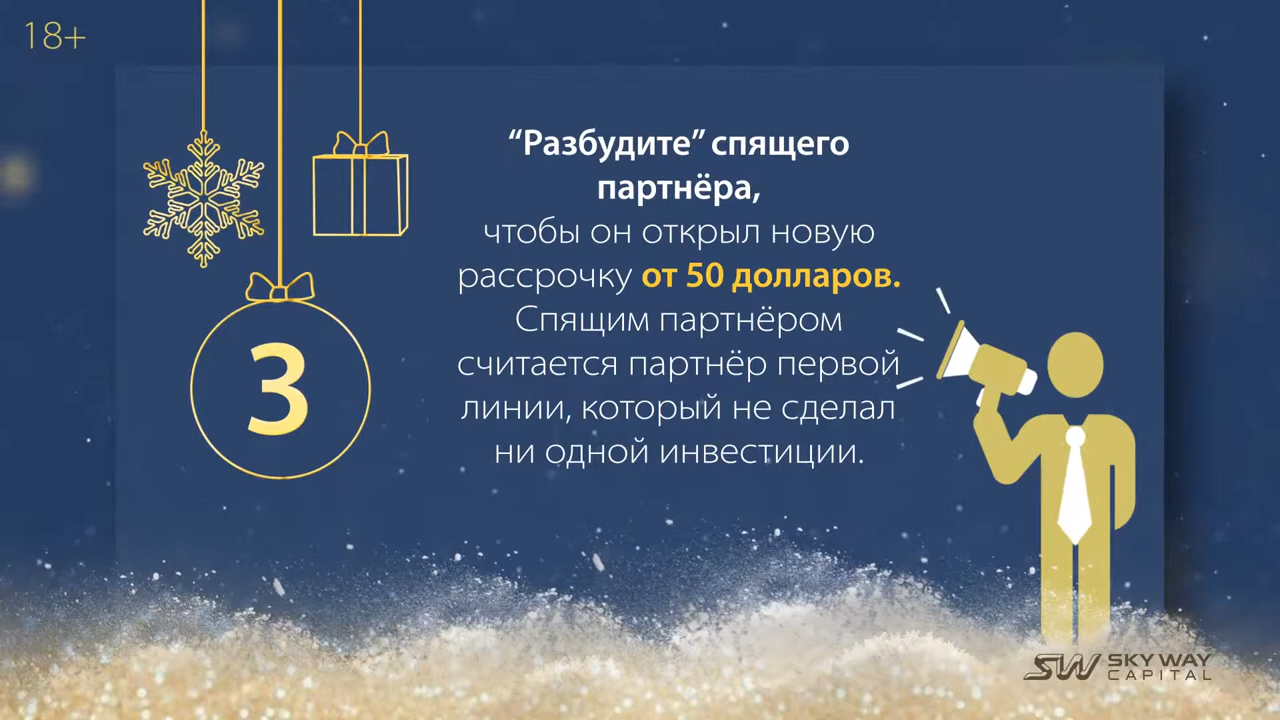 18+
3
“Разбудите” спящего
партнёра,
чтобы он открыл новую
рассрочку от 50 долларов.
Спящим партнёром
считается партнёр первой
линии, который не сделал
ни одной инвестиции.
SW SKY WAY
CAPITAL